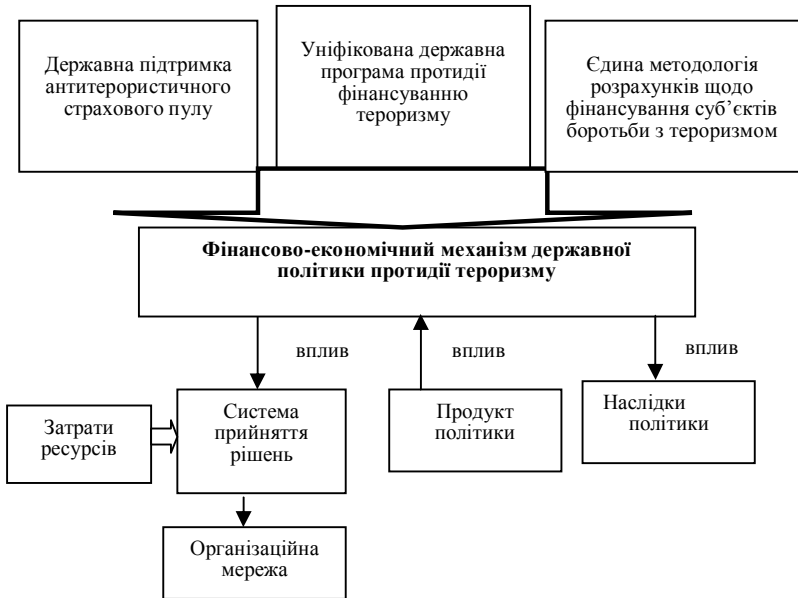 Державна підтримка
антитерористичного
страхового пулу
Уніфікована державна
програма протидії
фінансуванню
тероризму
Єдина методологія
розрахунків щодо
фінансування суб’єктів
боротьби з тероризмом
Фінансово-економічний механізм державної
політики протидії тероризму
вплив
вплив
вплив
Затрати
ресурсів
Система
прийняття
рішень
Продукт
політики
Наслідки
політики
Організаційна
мережа